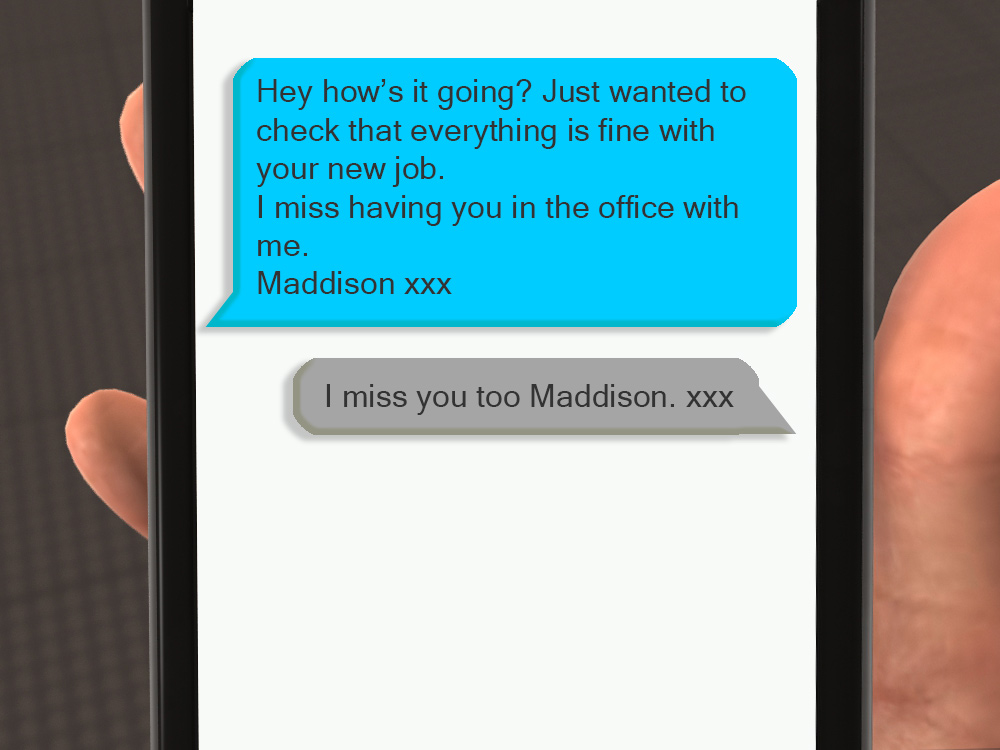 Hey how’s it going? Just wanted to
check that everything is fine with
your new job.
I miss having you in the office with
me.
Maddison xxx
I miss you too Maddison. xxx